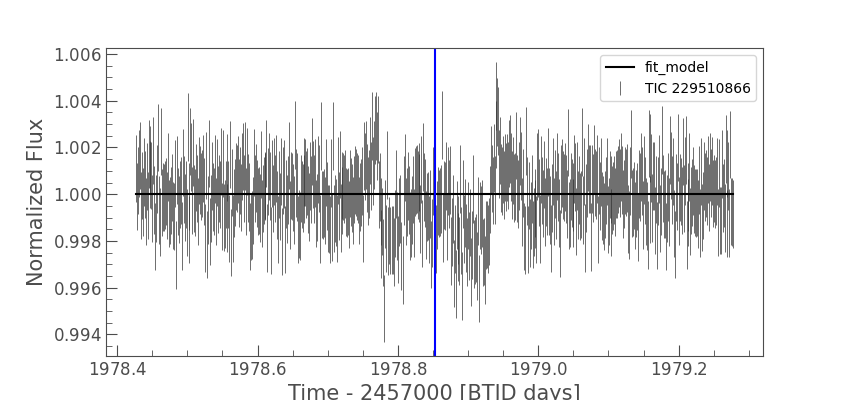 1.006
1.004
1.002
1.000
0.998
0.996
0.994
Normalized Flux
fit_model
TIC 229510866
1978.4 1978.6 1978.8 1979.0 1979.2
Time - 2457000 [BTJD days]